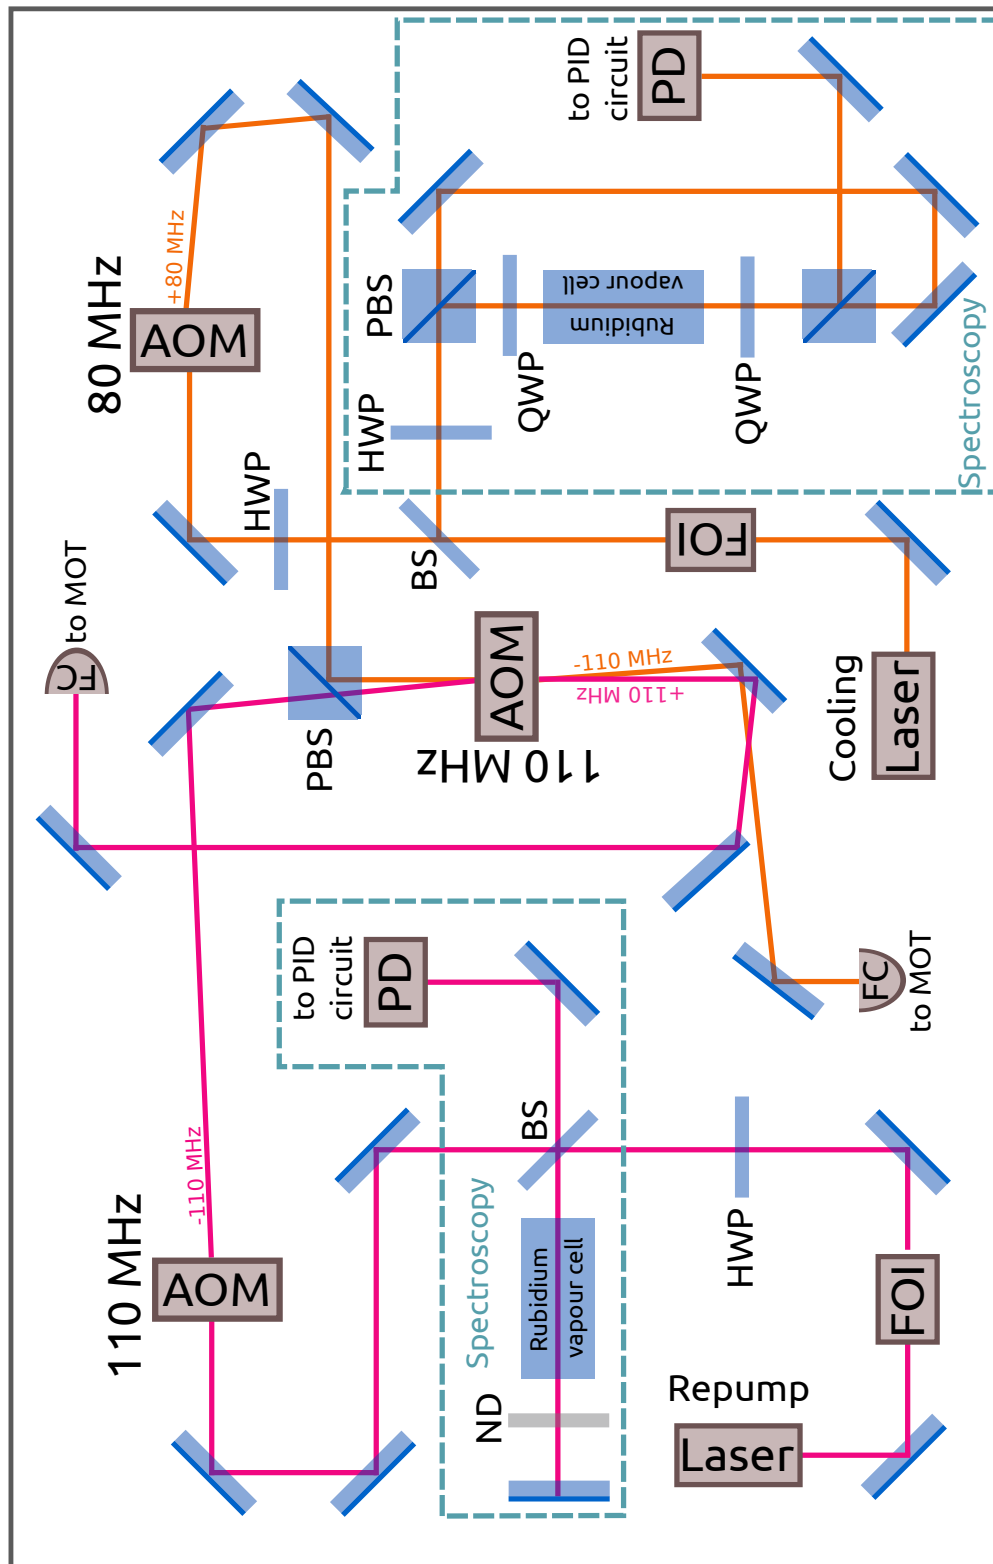 to PID
circuit
PD
+80 MHz
80 MHz
AOM
PBS
Rubidium
vapour cell
QWP
QWP
HWP
Spectroscopy
HWP
BS
FOI
to MOT
FC
PBS
AOM
110 MHz
-110 MHz
+110 MHz
Cooling
Laser
to PID
circuit
PD
FC
to MOT
-110 MHz
110 MHz
AOM
BS
Spectroscopy
Rubidium
vapour cell
ND
HWP
FOI
Repump
Laser